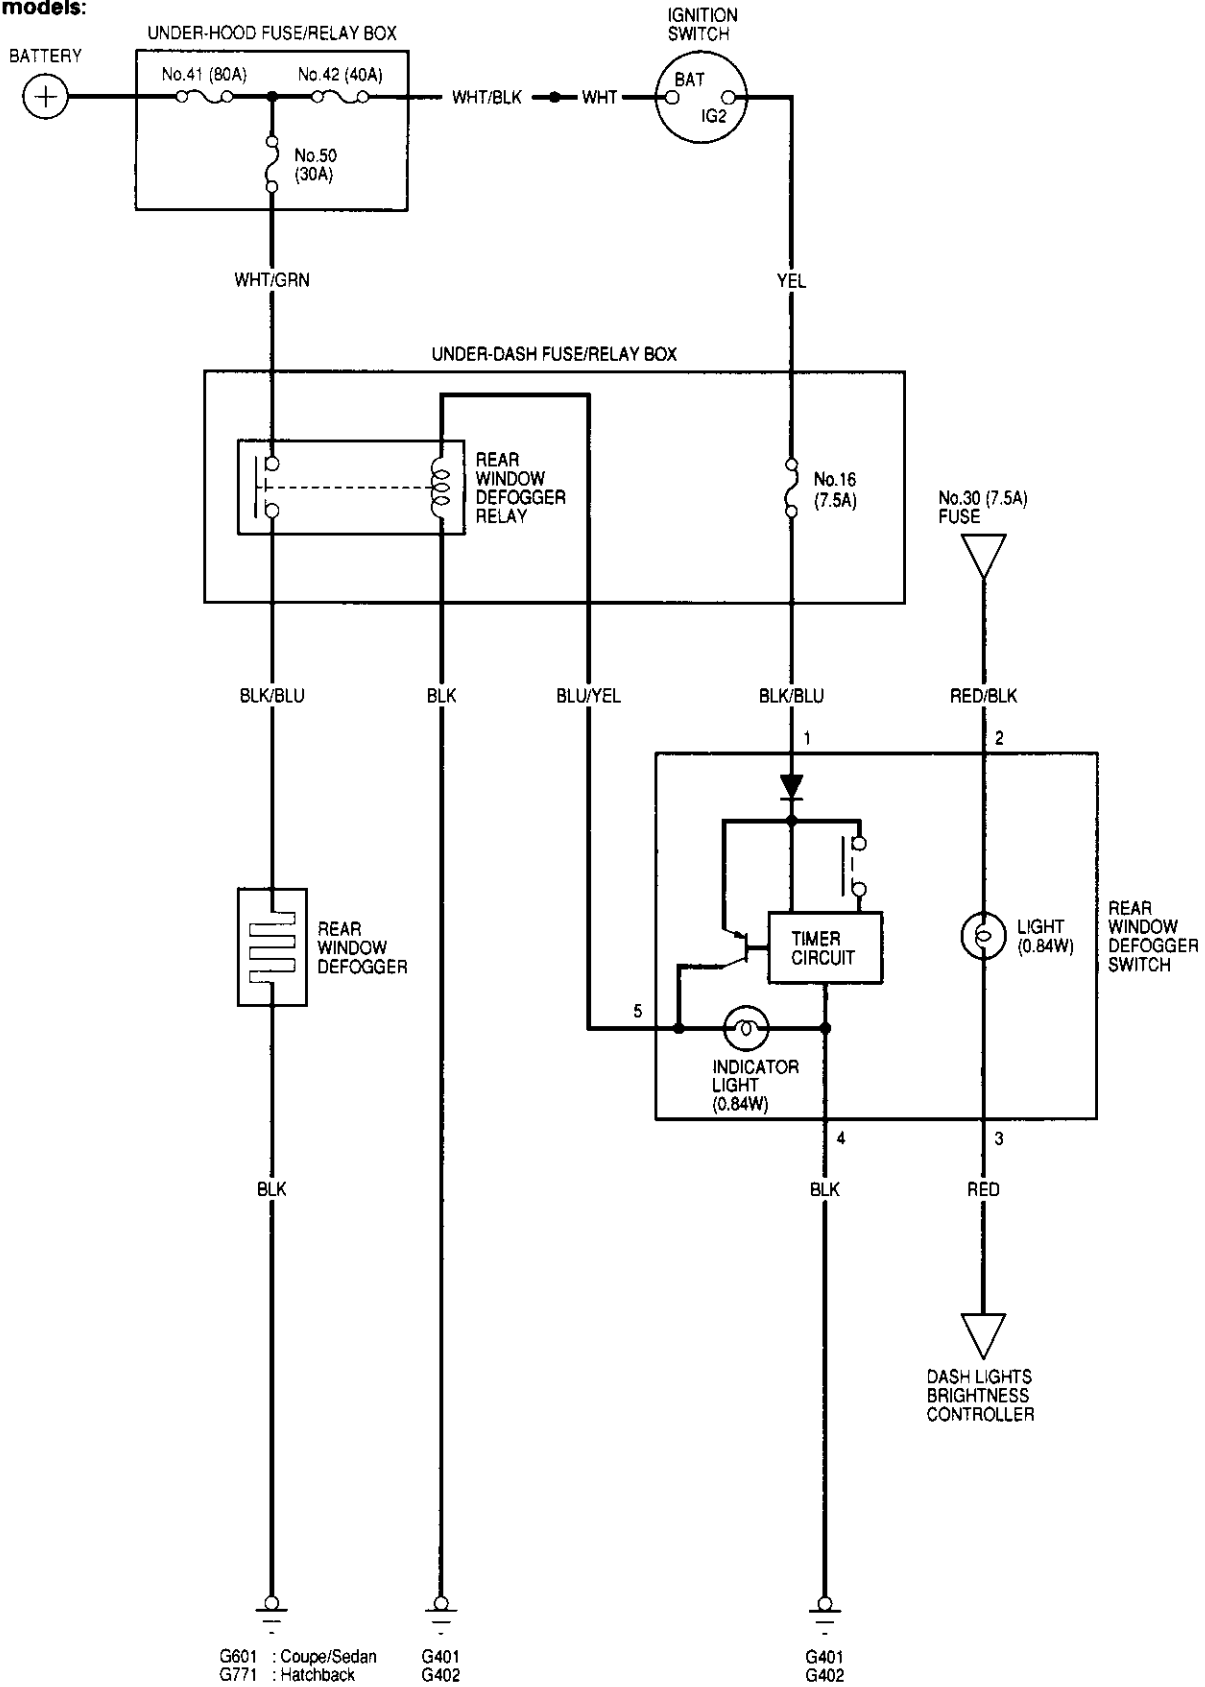 models:
IGNITION
SWITCH
UNDER-HOOD FUSE/RELAY BOX
BATTERY
No.41 (80A)
No.42 (40A)
BAT
WHT/BLK
WHT
IG2
No.50
(30A)
WHT/GRN
YEL
UNDER-DASH FUSE/RELAY BOX
REAR
WINDOW
DEFOGGER
RELAY
No.16
(7.5A)
No.30 (7.5A)
FUSE
BLK/BLU
BLK
BLU/YEL
BLK/BLU
RED/BLK
1
2
REAR
WINDOW
DEFOGGER
TIMER
CIRCUIT
LIGHT
(0.84W)
REAR
WINDOW
DEFOGGER
SWITCH
5
INDICATOR
LIGHT
(0.84W)
4
3
BLK
BLK
RED
DASH LIGHTS
BRIGHTNESS
CONTROLLER
G601 : Coupe/Sedan
G771 : Hatchback
G401
G402
G401
G402